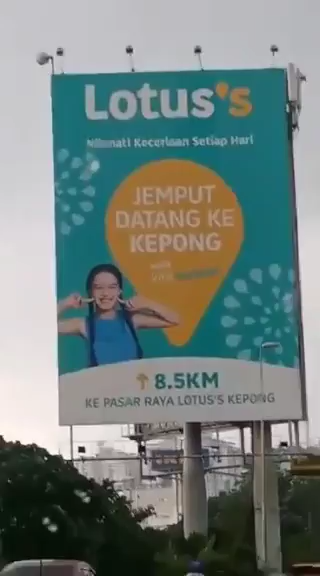 Lotus's
Nikmati Keceriaan Setiap Hari
JEMPUT
DATANG KE
KEPONG
8.5KM
KE PASAR RAYA LOTUS'S KEPONG